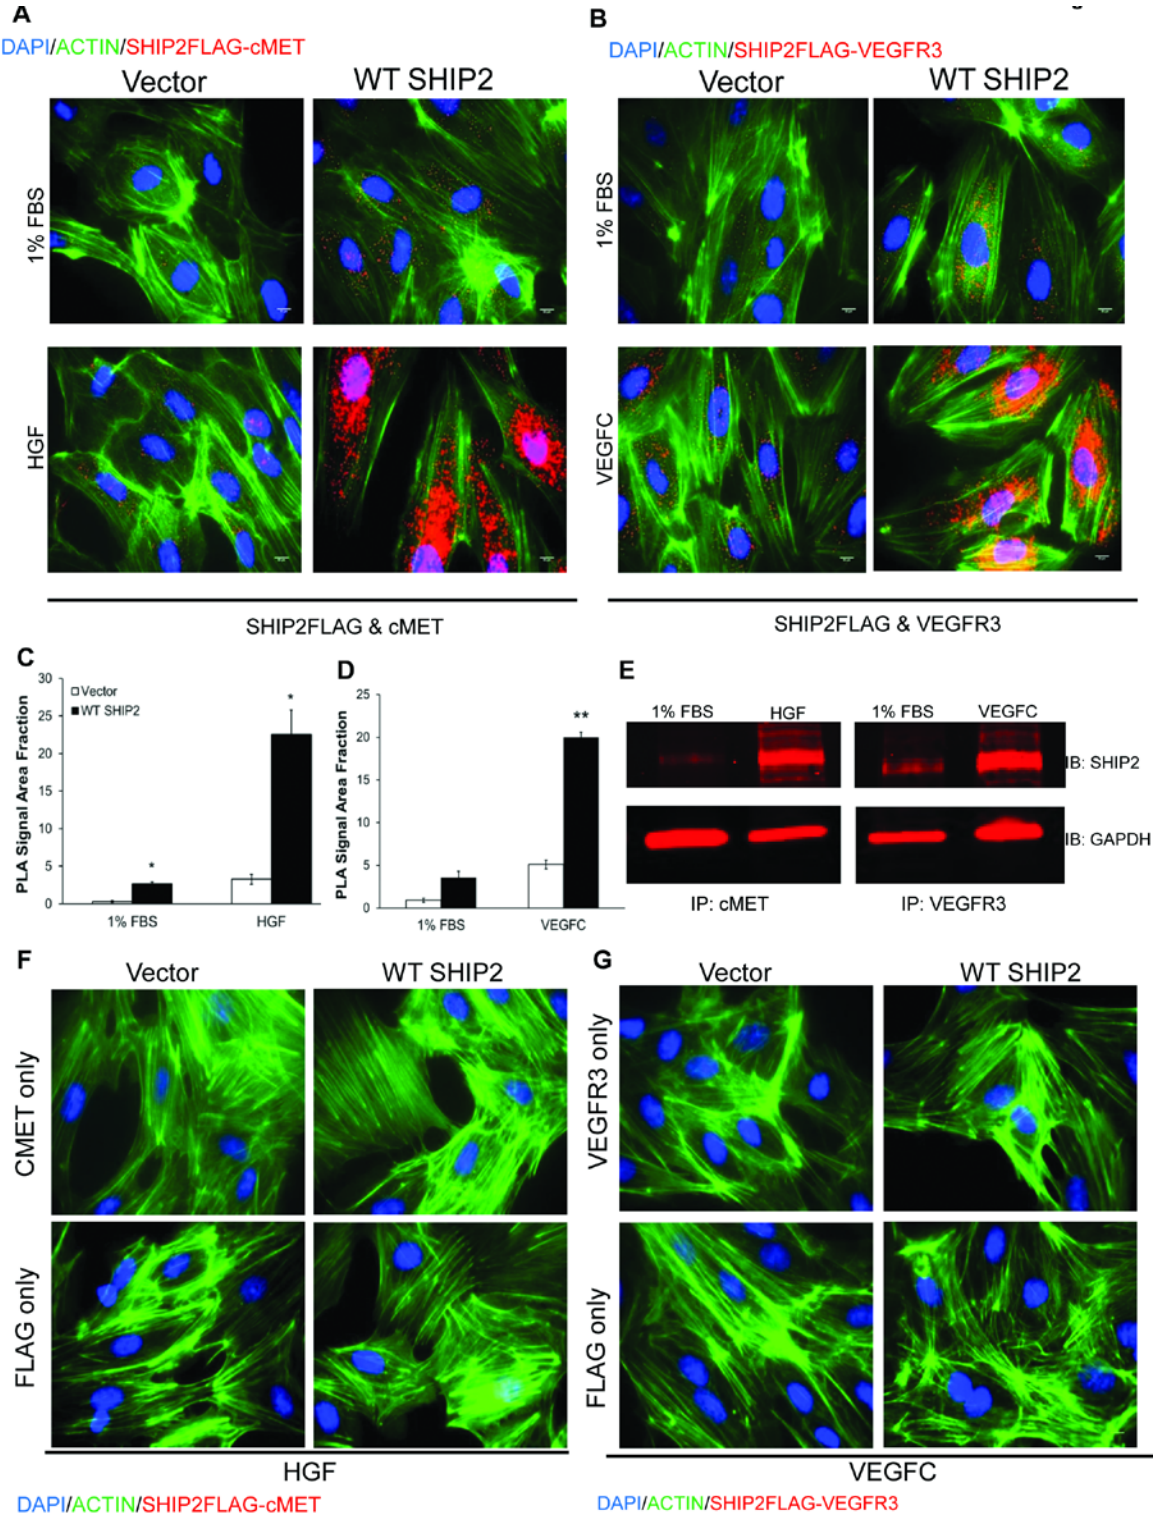 A
DAPI/ACTIN/SHIP2FLAG-cMET
Vector
WT SHIP2
1% FBS
HGF
SHIP2FLAG & cMET
B
DAPI/ACTIN/SHIP2FLAG-VEGFR3
Vector
WT SHIP2
1% FBS
VEGFC
SHIP2FLAG & VEGFR3
C
PLA Signal Area Fraction
30
25
20
15
10
5
0
Vector
WT SHIP2
*
*
1% FBS
HGF
D
PLA Signal Area Fraction
25
20
15
10
5
0
**
1% FBS
VEGFC
E
1% FBS
HGF
1% FBS
VEGFC
IB: SHIP2
IB: GAPDH
IP: cMET
IP: VEGFR3
F
Vector
WT SHIP2
CMET only
FLAG only
HGF
DAPI/ACTIN/SHIP2FLAG-cMET
G
Vector
WT SHIP2
VEGFR3 only
FLAG only
VEGFC
DAPI/ACTIN/SHIP2FLAG-VEGFR3